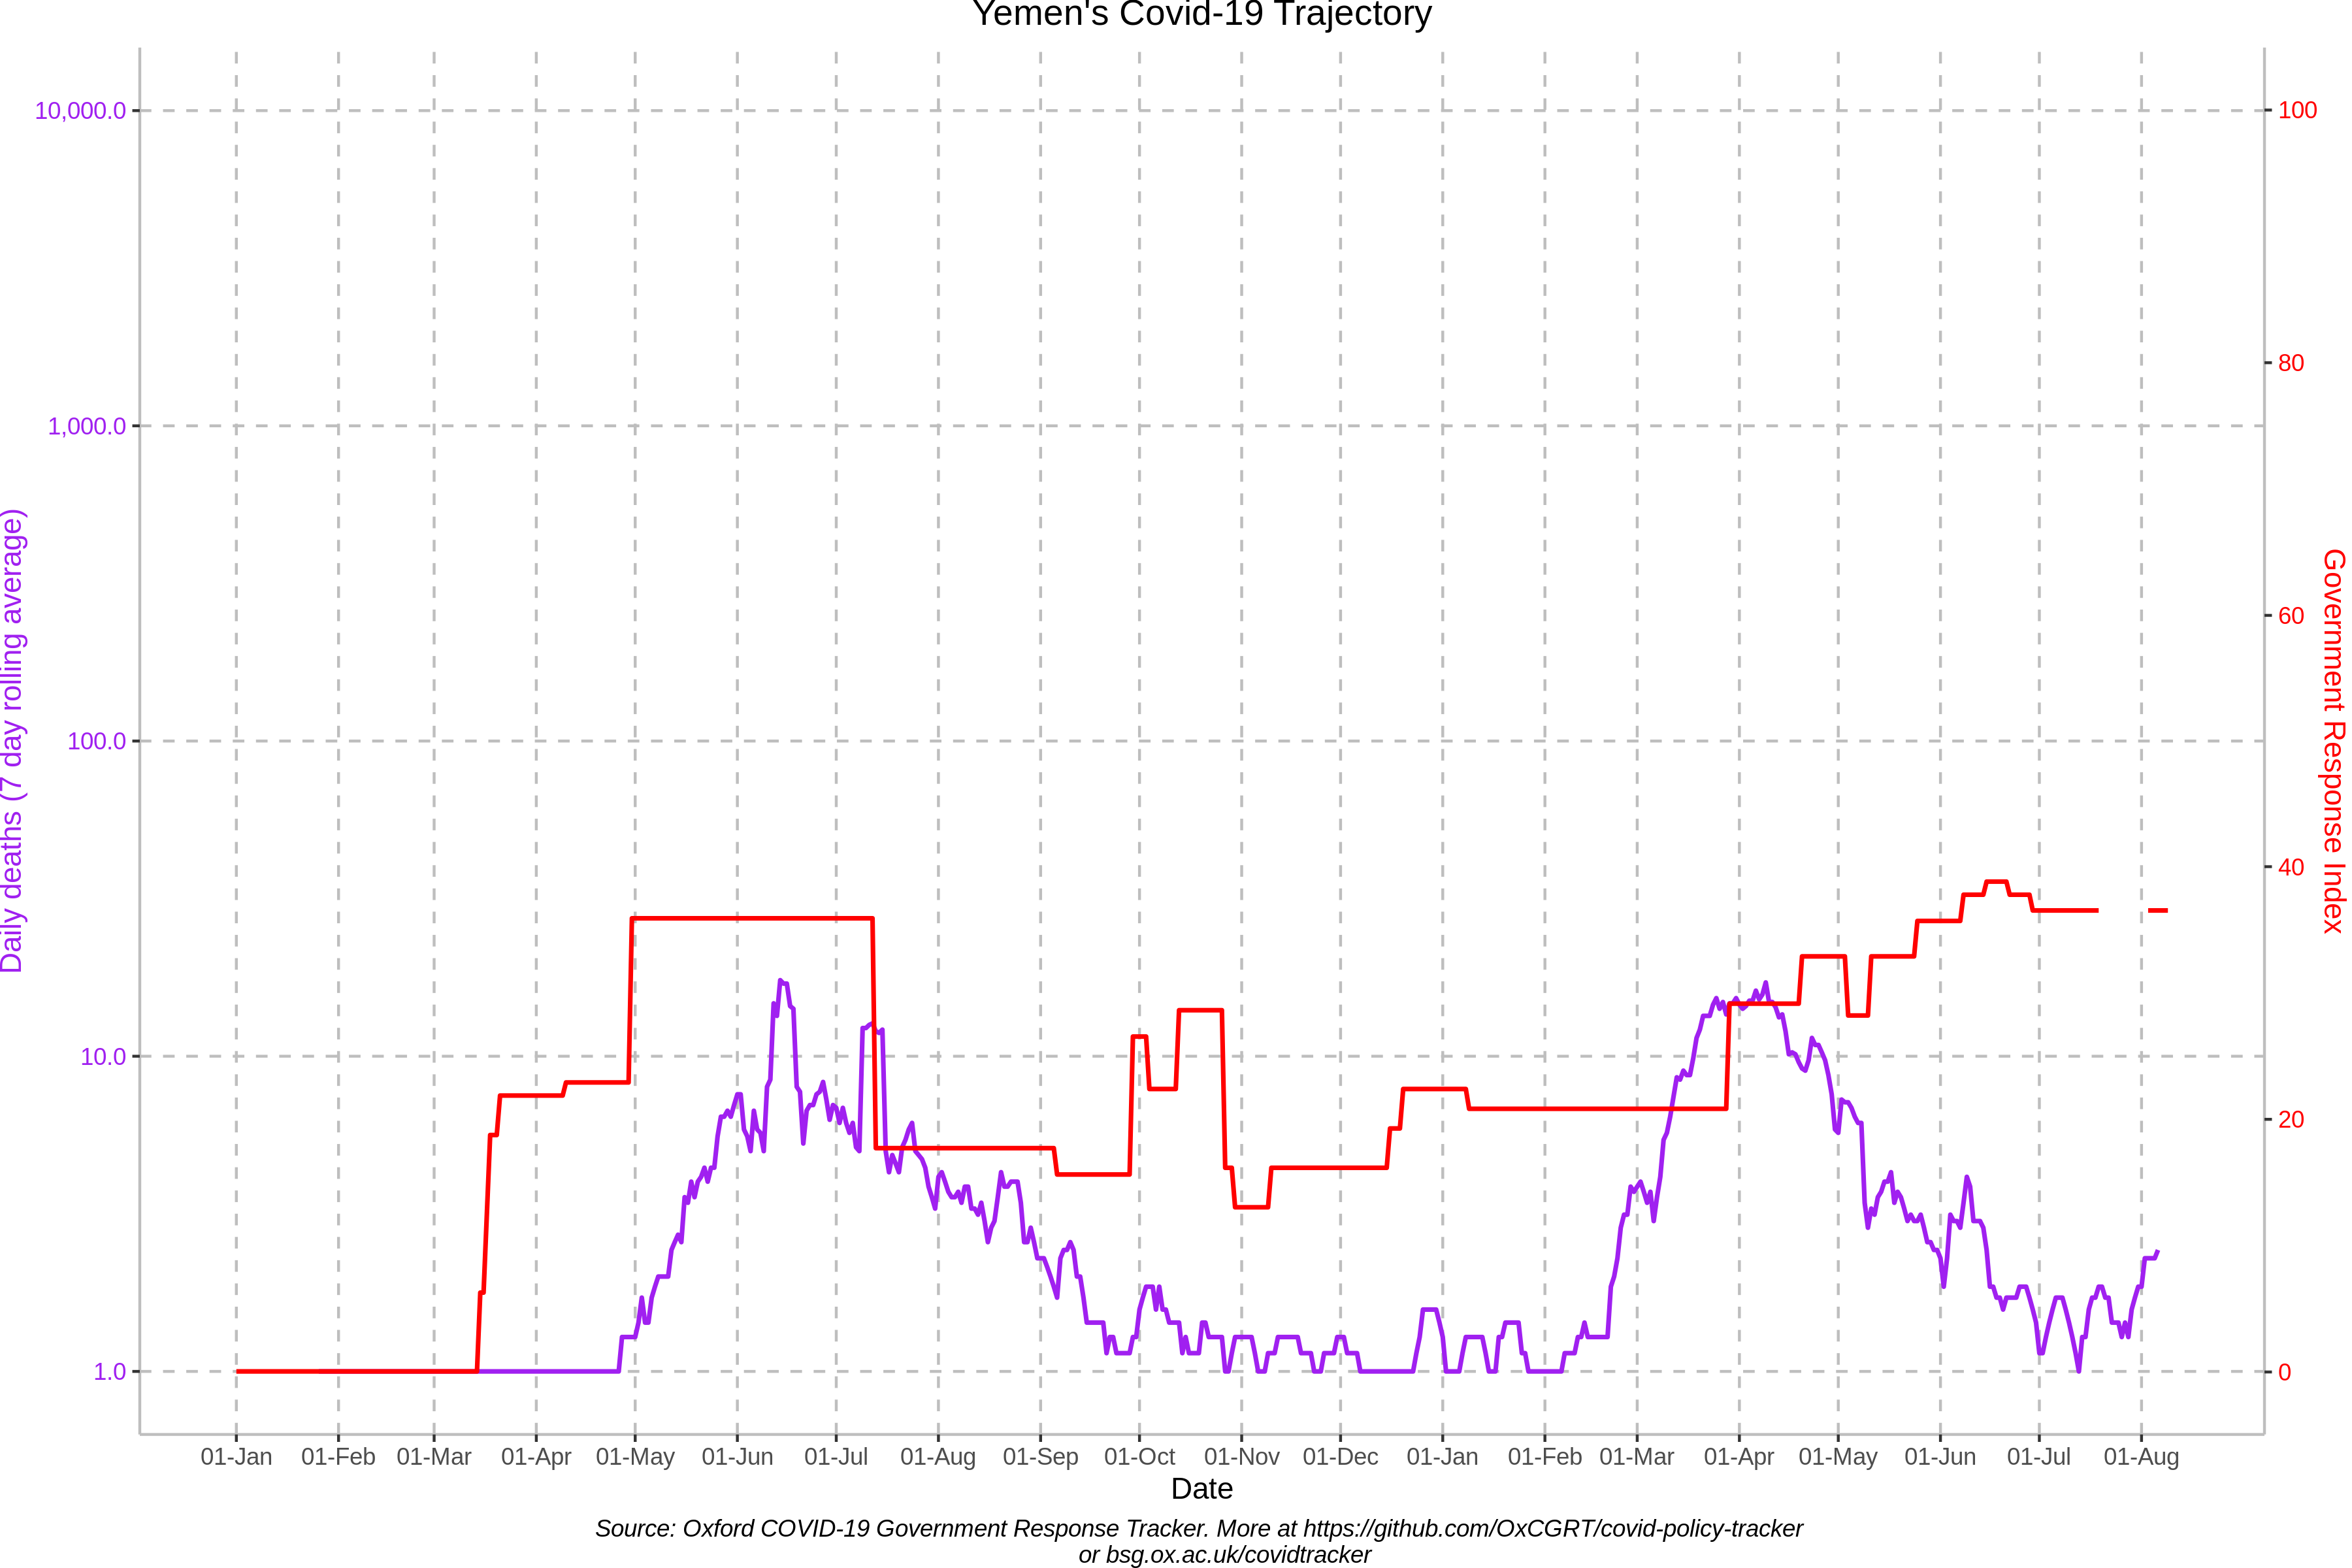 Yemen's Covid-19 Trajectory
10,000.0
1,000.0
100.0
10.0
1.0
Daily deaths (7 day rolling average)
100
80
60
40
20
0
Government Response Index
01-Jan 01-Feb 01-Mar 01-Apr 01-May 01-Jun 01-Jul 01-Aug 01-Sep 01-Oct 01-Nov 01-Dec 01-Jan 01-Feb 01-Mar 01-Apr 01-May 01-Jun 01-Jul 01-Aug
Date
Source: Oxford COVID-19 Government Response Tracker. More at https://github.com/OxCGRT/covid-policy-tracker
or bsg.ox.ac.uk/covidtracker